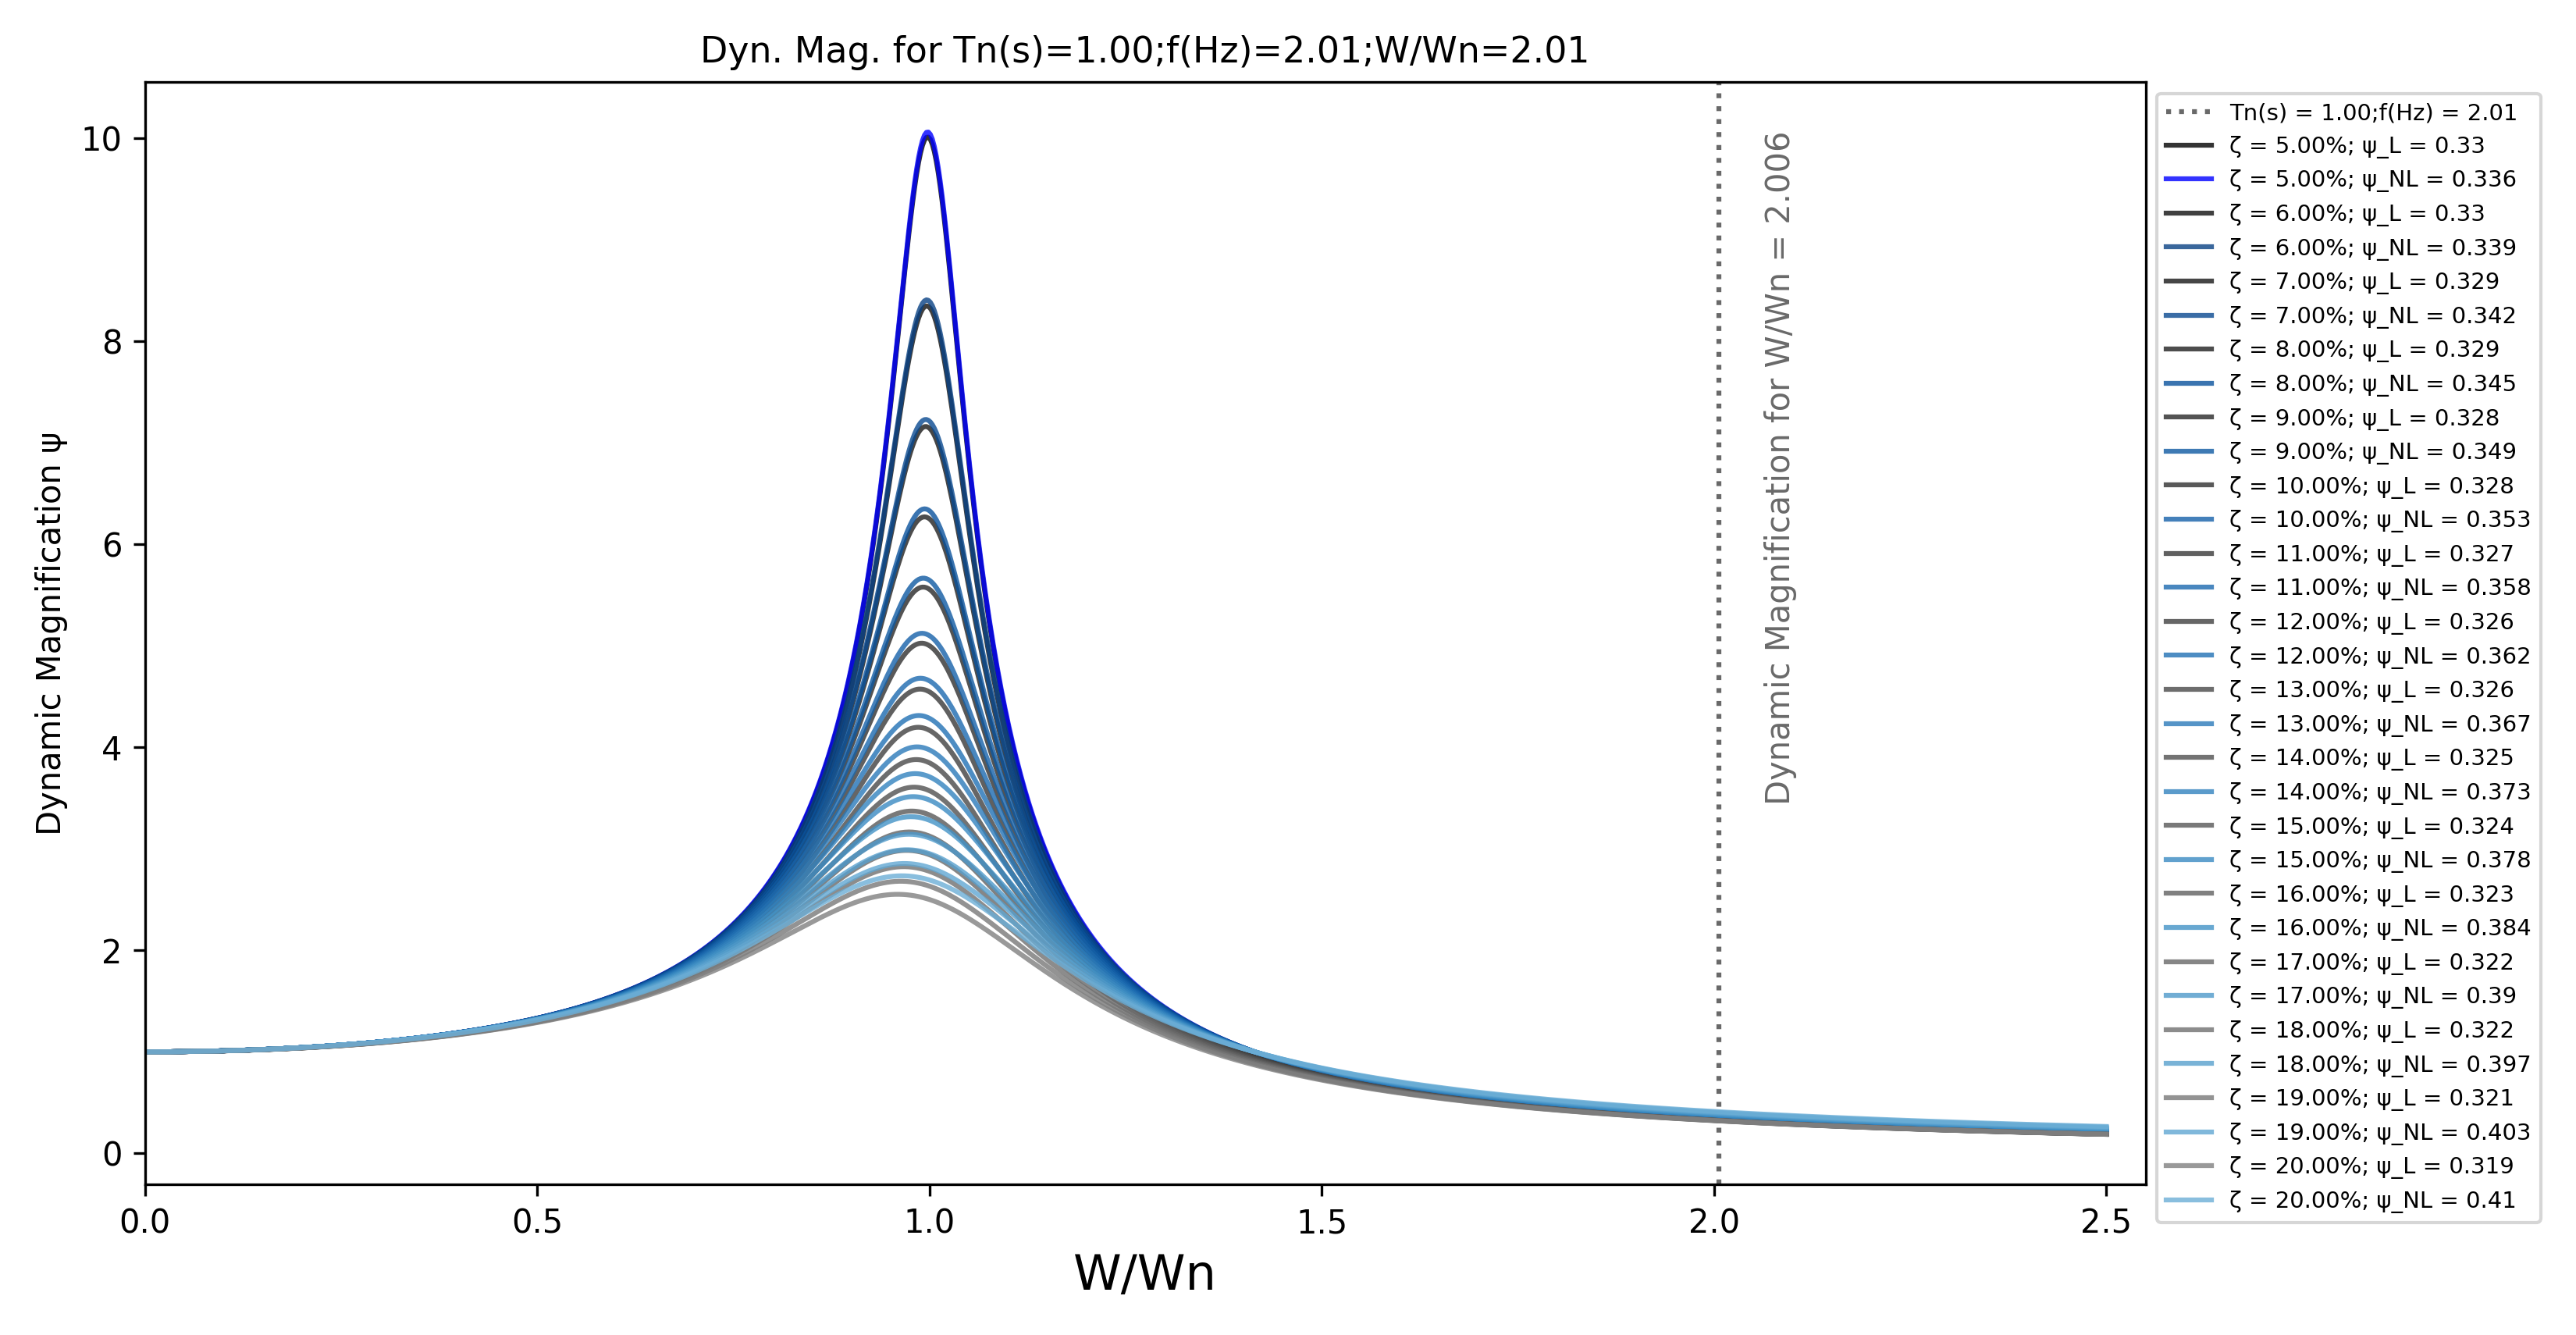 Dyn. Mag. for Tn(s)=1.00;f(Hz)=2.01;W/Wn=2.01
Dynamic Magnification ψ
10
8
6
4
2
0
0.0 0.5 1.0 1.5 2.0 2.5
W/Wn
Dynamic Magnification for W/Wn = 2.006
Tn(s) = 1.00;f(Hz) = 2.01
ζ = 5.00%; ψ_L = 0.33
ζ = 5.00%; ψ_NL = 0.336
ζ = 6.00%; ψ_L = 0.33
ζ = 6.00%; ψ_NL = 0.339
ζ = 7.00%; ψ_L = 0.329
ζ = 7.00%; ψ_NL = 0.342
ζ = 8.00%; ψ_L = 0.329
ζ = 8.00%; ψ_NL = 0.345
ζ = 9.00%; ψ_L = 0.328
ζ = 9.00%; ψ_NL = 0.349
ζ = 10.00%; ψ_L = 0.328
ζ = 10.00%; ψ_NL = 0.353
ζ = 11.00%; ψ_L = 0.327
ζ = 11.00%; ψ_NL = 0.358
ζ = 12.00%; ψ_L = 0.326
ζ = 12.00%; ψ_NL = 0.362
ζ = 13.00%; ψ_L = 0.326
ζ = 13.00%; ψ_NL = 0.367
ζ = 14.00%; ψ_L = 0.325
ζ = 14.00%; ψ_NL = 0.373
ζ = 15.00%; ψ_L = 0.324
ζ = 15.00%; ψ_NL = 0.378
ζ = 16.00%; ψ_L = 0.323
ζ = 16.00%; ψ_NL = 0.384
ζ = 17.00%; ψ_L = 0.322
ζ = 17.00%; ψ_NL = 0.39
ζ = 18.00%; ψ_L = 0.322
ζ = 18.00%; ψ_NL = 0.397
ζ = 19.00%; ψ_L = 0.321
ζ = 19.00%; ψ_NL = 0.403
ζ = 20.00%; ψ_L = 0.319
ζ = 20.00%; ψ_NL = 0.41